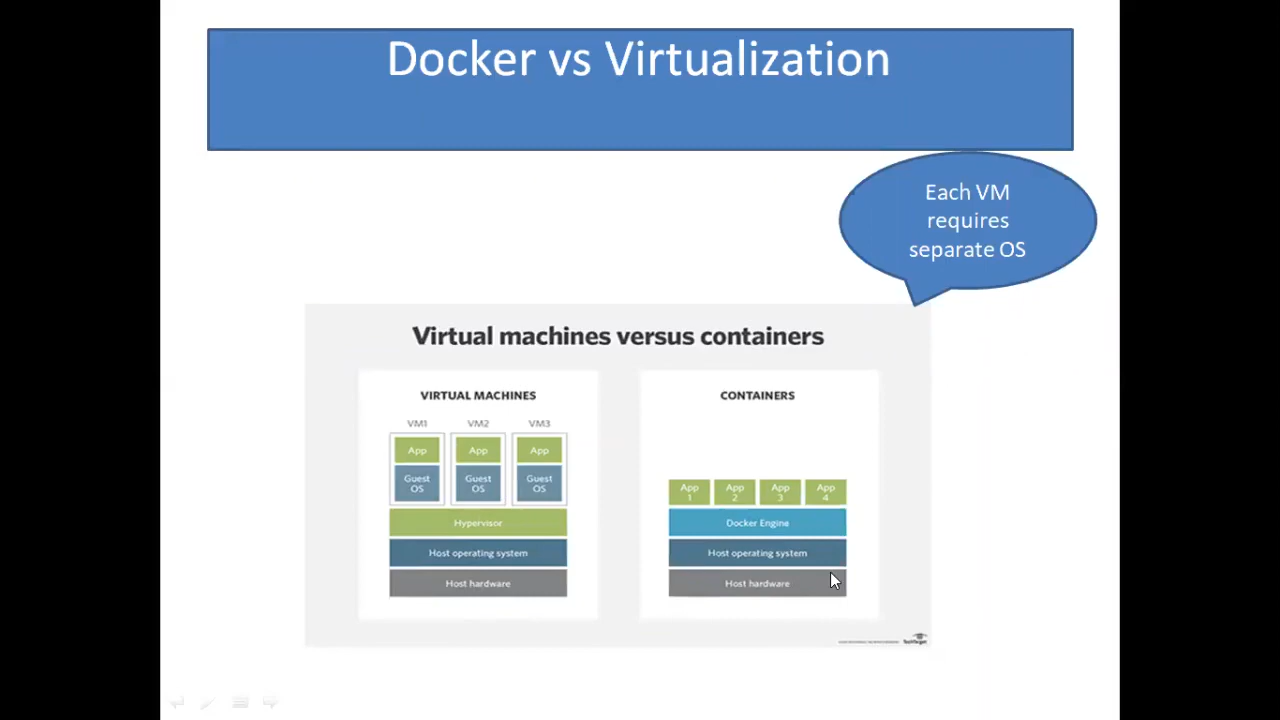 Docker vs Virtualization
Each VM
requires
separate OS
Virtual machines versus containers
VIRTUAL MACHINES
VM1 VM2 VM3
App App App
Guest Guest Guest
OS OS OS
Hypervisor
Host operating system
Host hardware
CONTAINERS
App App App App
1 2 3 4
Docker Engine
Host operating system
Host hardware
TechTarget